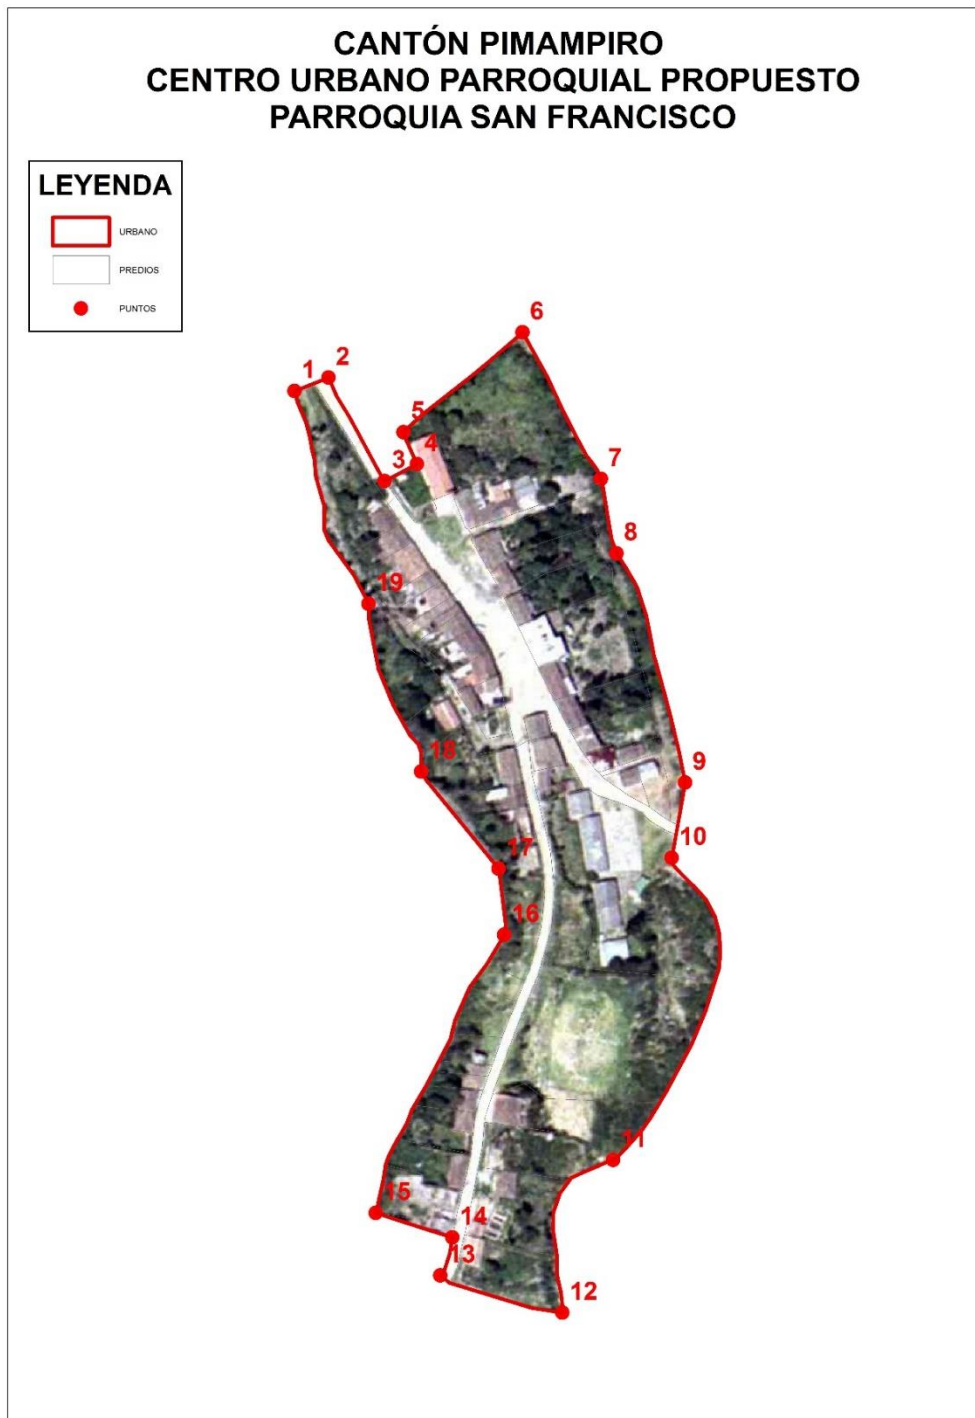 CANTÓN PIMAMPIRO
CENTRO URBANO PARROQUIAL PROPUESTO
PARROQUIA SAN FRANCISCO
LEYENDA
URBANO
PREDIOS
PUNTOS
6
2
1
5
4
3
7
8
19
18
9
10
17
16
11
15
14
13
12